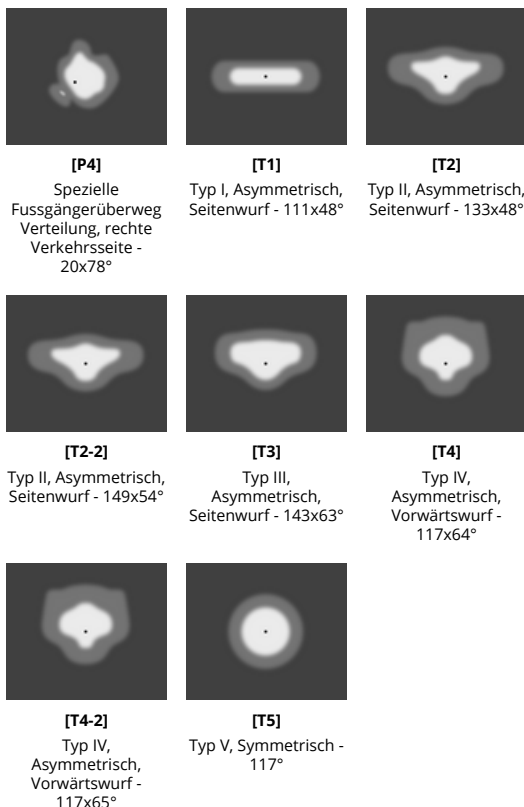 [P4]
Spezielle
Fussgängerüberweg
Verteilung, rechte
Verkehrsseite -
20x78°
[T1]
Typ I, Asymmetrisch,
Seitenwurf - 111x48°
[T2]
Typ II, Asymmetrisch,
Seitenwurf - 133x48°
[T2-2]
Typ II, Asymmetrisch,
Seitenwurf - 149x54°
[T3]
Typ III,
Asymmetrisch,
Seitenwurf - 143x63°
[T4]
Typ IV,
Asymmetrisch,
Vorwärtswurf -
117x64°
[T4-2]
Typ IV,
Asymmetrisch,
Vorwärtswurf -
117x65°
[T5]
Typ V, Symmetrisch -
117°